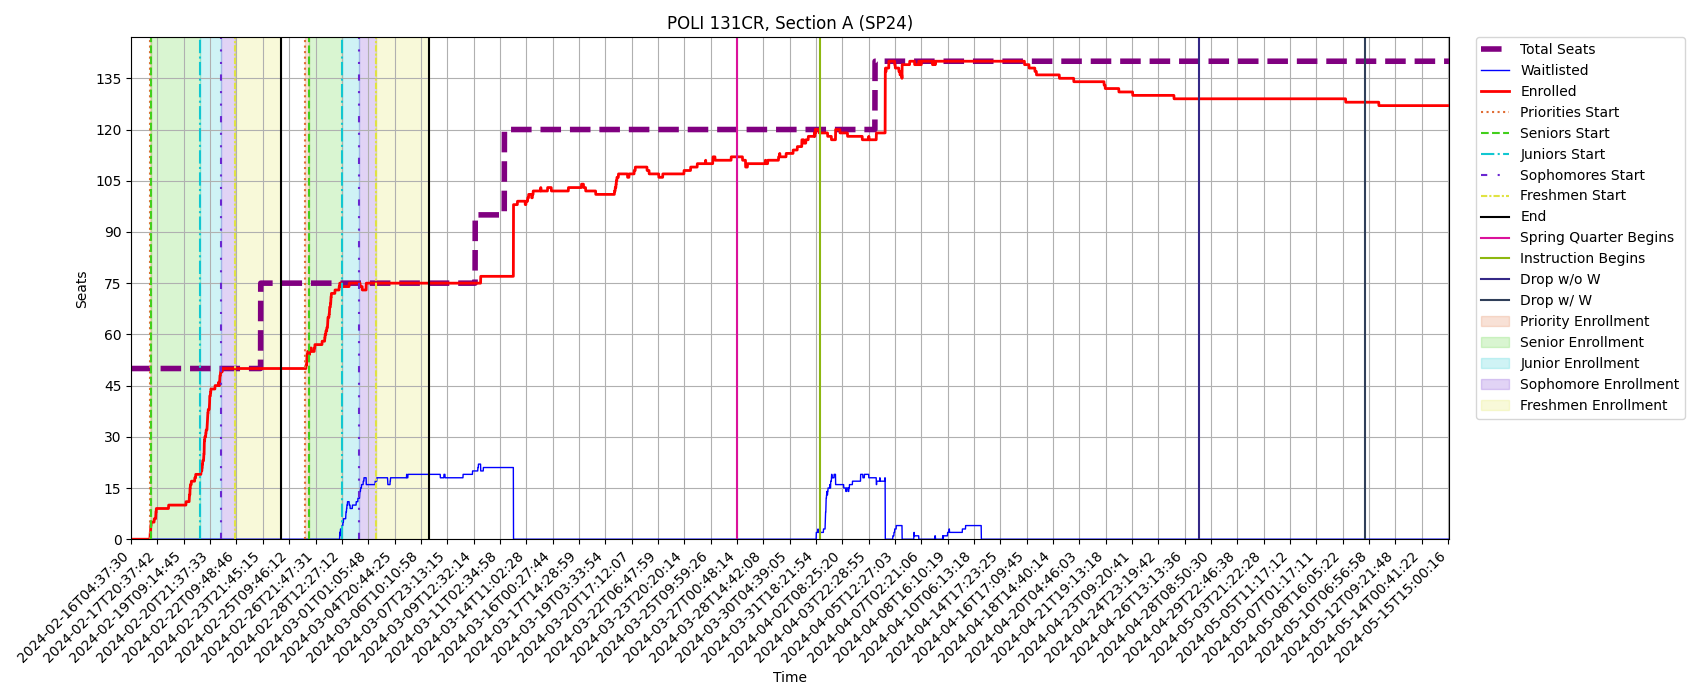 POLI 131CR, Section A (SP24)
Seats
135
120
105
90
75
60
45
30
15
0
2024-02-16T04:37:30
2024-02-17T20:37:42
2024-02-19T09:14:45
2024-02-20T21:37:33
2024-02-22T09:48:46
2024-02-23T21:45:15
2024-02-25T09:46:12
2024-02-26T21:47:31
2024-02-28T12:27:12
2024-03-01T01:05:48
2024-03-04T20:44:25
2024-03-06T10:10:58
2024-03-07T23:13:15
2024-03-09T12:32:14
2024-03-11T02:34:58
2024-03-14T11:02:28
2024-03-16T00:27:44
2024-03-17T14:28:59
2024-03-19T03:33:54
2024-03-20T17:12:07
2024-03-22T06:47:59
2024-03-23T20:20:14
2024-03-25T09:59:26
2024-03-27T00:48:14
2024-03-28T14:42:08
2024-03-30T04:39:05
2024-03-31T18:21:54
2024-04-02T08:25:20
2024-04-03T22:28:55
2024-04-05T12:27:03
2024-04-07T02:21:06
2024-04-08T16:10:19
2024-04-10T06:13:18
2024-04-14T17:23:25
2024-04-16T17:09:45
2024-04-18T14:40:14
2024-04-20T04:46:03
2024-04-21T19:13:18
2024-04-23T09:20:41
2024-04-24T23:19:42
2024-04-26T13:13:36
2024-04-28T08:50:30
2024-04-29T22:46:38
2024-05-03T21:22:28
2024-05-05T11:17:12
2024-05-07T01:17:11
2024-05-08T16:05:22
2024-05-10T06:56:58
2024-05-12T09:21:48
2024-05-14T00:41:22
2024-05-15T15:00:16
Time
Total Seats
Waitlisted
Enrolled
Priorities Start
Seniors Start
Juniors Start
Sophomores Start
Freshmen Start
End
Spring Quarter Begins
Instruction Begins
Drop w/o W
Drop w/ W
Priority Enrollment
Senior Enrollment
Junior Enrollment
Sophomore Enrollment
Freshmen Enrollment